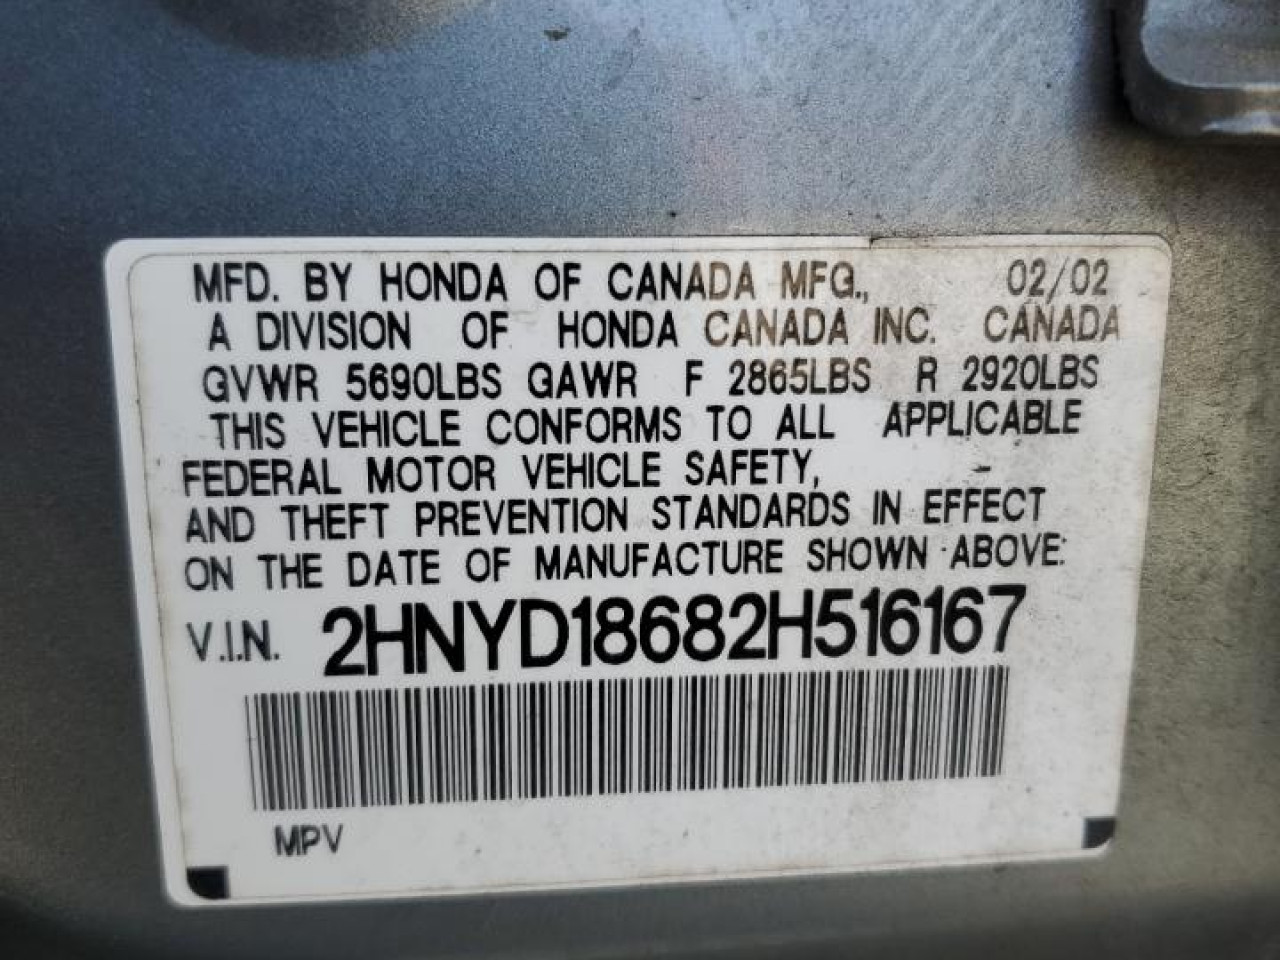 MFD. BY HONDA OF CANADA MFG., 02/02
A DIVISION OF HONDA CANADA INC. CANADA
GVWR 5690LBS GAWR F 2865LBS R 2920LBS
THIS VEHICLE CONFORMS TO ALL APPLICABLE
FEDERAL MOTOR VEHICLE SAFETY, -
AND THEFT PREVENTION STANDARDS IN EFFECT
ON THE DATE OF MANUFACTURE SHOWN ABOVE:
V.I.N. 2HNYD18682H516167
MPV